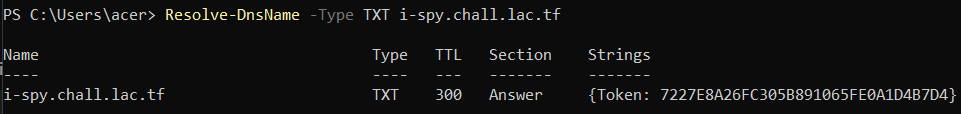 PS C:\Users\acer> Resolve-DnsName -Type TXT i-spy.chall.lac.tf
Name Type TTL Section Strings
---- ---- --- ------- -------
i-spy.chall.lac.tf TXT 300 Answer {Token: 7227E8A26FC305B891065FE0A1D4B7D4}